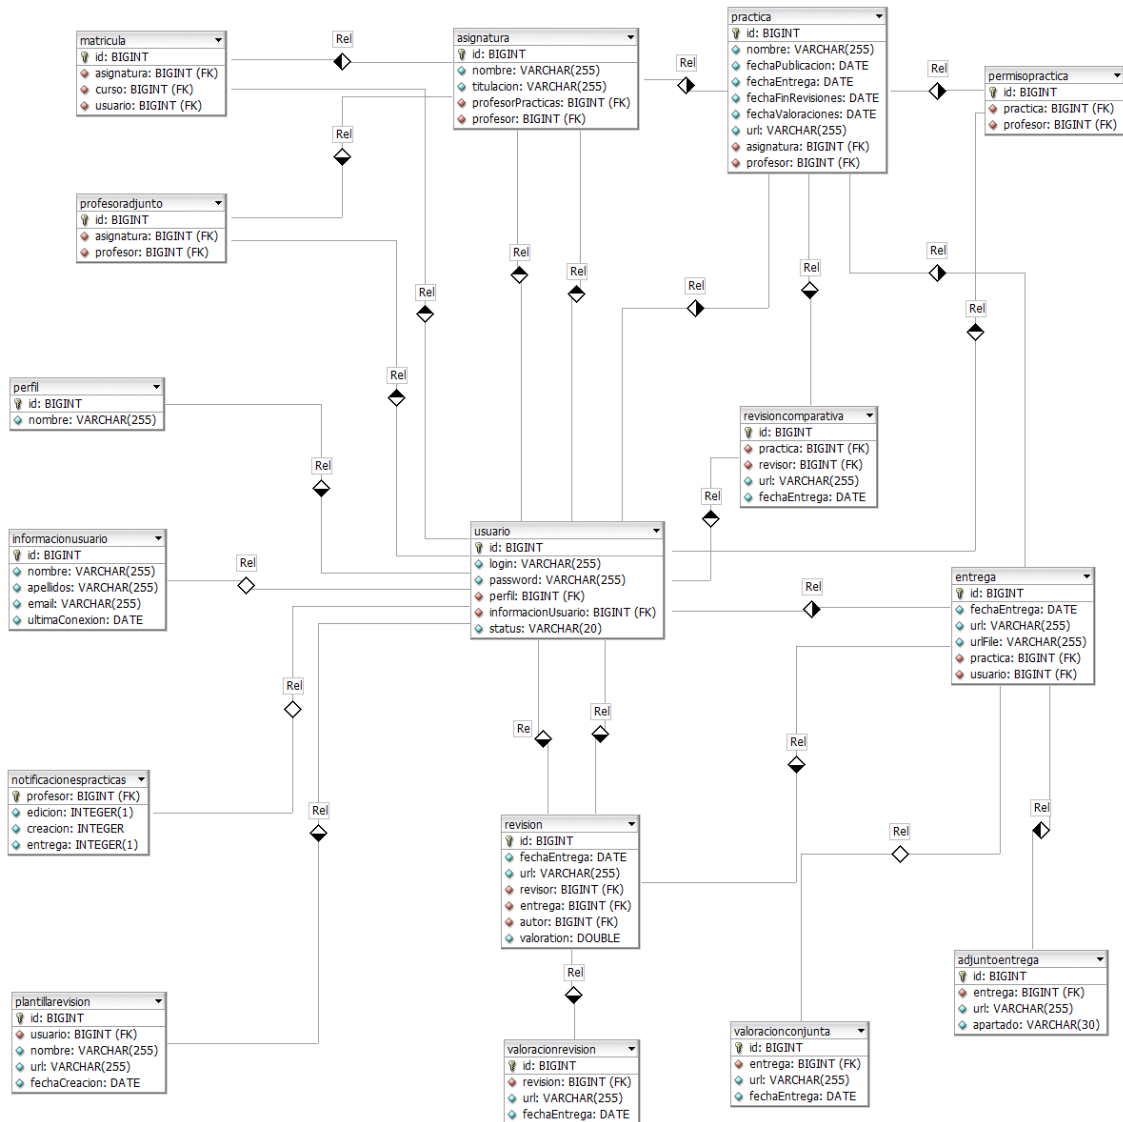 matricula
id: BIGINT
asignatura: BIGINT (FK)
curso: BIGINT (FK)
usuario: BIGINT (FK)
Rel
asignatura
id: BIGINT
nombre: VARCHAR(255)
titulacion: VARCHAR(255)
profesorPracticas: BIGINT (FK)
profesor: BIGINT (FK)
Rel
practica
id: BIGINT
nombre: VARCHAR(255)
fechaPublicacion: DATE
fechaEntrega: DATE
fechaFinRevisiones: DATE
fechaValoraciones: DATE
url: VARCHAR(255)
asignatura: BIGINT (FK)
profesor: BIGINT (FK)
Rel
permisopractica
id: BIGINT
practica: BIGINT (FK)
profesor: BIGINT (FK)
Rel
profesoradjunto
id: BIGINT
asignatura: BIGINT (FK)
profesor: BIGINT (FK)
Rel
Rel
Rel
Rel
Rel
Rel
Rel
Rel
Rel
perfil
id: BIGINT
nombre: VARCHAR(255)
Rel
revisioncomparativa
id: BIGINT
practica: BIGINT (FK)
revisor: BIGINT (FK)
url: VARCHAR(255)
fechaEntrega: DATE
Rel
informacionusuario
id: BIGINT
nombre: VARCHAR(255)
apellidos: VARCHAR(255)
email: VARCHAR(255)
ultimaConexion: DATE
Rel
usuario
id: BIGINT
login: VARCHAR(255)
password: VARCHAR(255)
perfil: BIGINT (FK)
informacionUsuario: BIGINT (FK)
status: VARCHAR(20)
Rel
entrega
id: BIGINT
fechaEntrega: DATE
url: VARCHAR(255)
urlFile: VARCHAR(255)
practica: BIGINT (FK)
usuario: BIGINT (FK)
Rel
Re
Rel
Rel
notificacionespracticas
profesor: BIGINT (FK)
edicion: INTEGER(1)
creacion: INTEGER
entrega: INTEGER(1)
Rel
revision
id: BIGINT
fechaEntrega: DATE
url: VARCHAR(255)
revisor: BIGINT (FK)
entrega: BIGINT (FK)
autor: BIGINT (FK)
valoration: DOUBLE
Rel
Rel
Rel
adjuntoentrega
id: BIGINT
entrega: BIGINT (FK)
url: VARCHAR(255)
apartado: VARCHAR(30)
plantillarevision
id: BIGINT
usuario: BIGINT (FK)
nombre: VARCHAR(255)
url: VARCHAR(255)
fechaCreacion: DATE
valoracionrevision
id: BIGINT
revision: BIGINT (FK)
url: VARCHAR(255)
fechaEntrega: DATE
valoracionconjunta
id: BIGINT
entrega: BIGINT (FK)
url: VARCHAR(255)
fechaEntrega: DATE